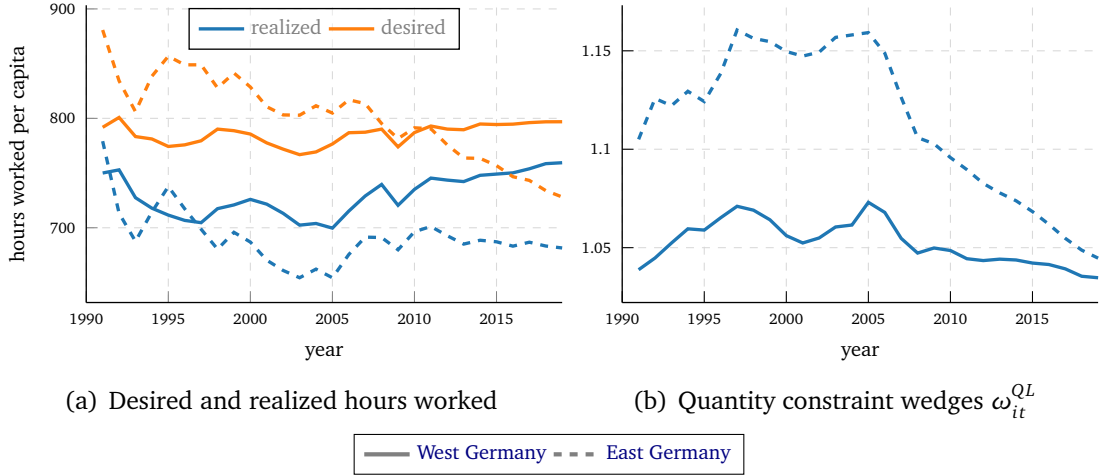 realized desired
900
800
700
hours worked per capita
1990 1995 2000 2005 2010 2015
year
(a) Desired and realized hours worked
1.15
1.1
1.05
1990 1995 2000 2005 2010 2015
year
(b) Quantity constraint wedges ω_{it}^{QL}
West Germany East Germany